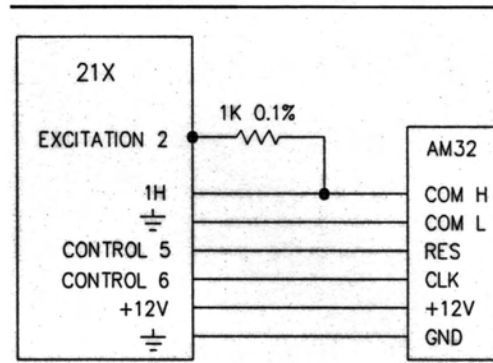 21X
1K 0.1%
EXCITATION 2
AM32
1H
COM H
COM L
CONTROL 5
RES
CONTROL 6
CLK
+12V
+12V
GND